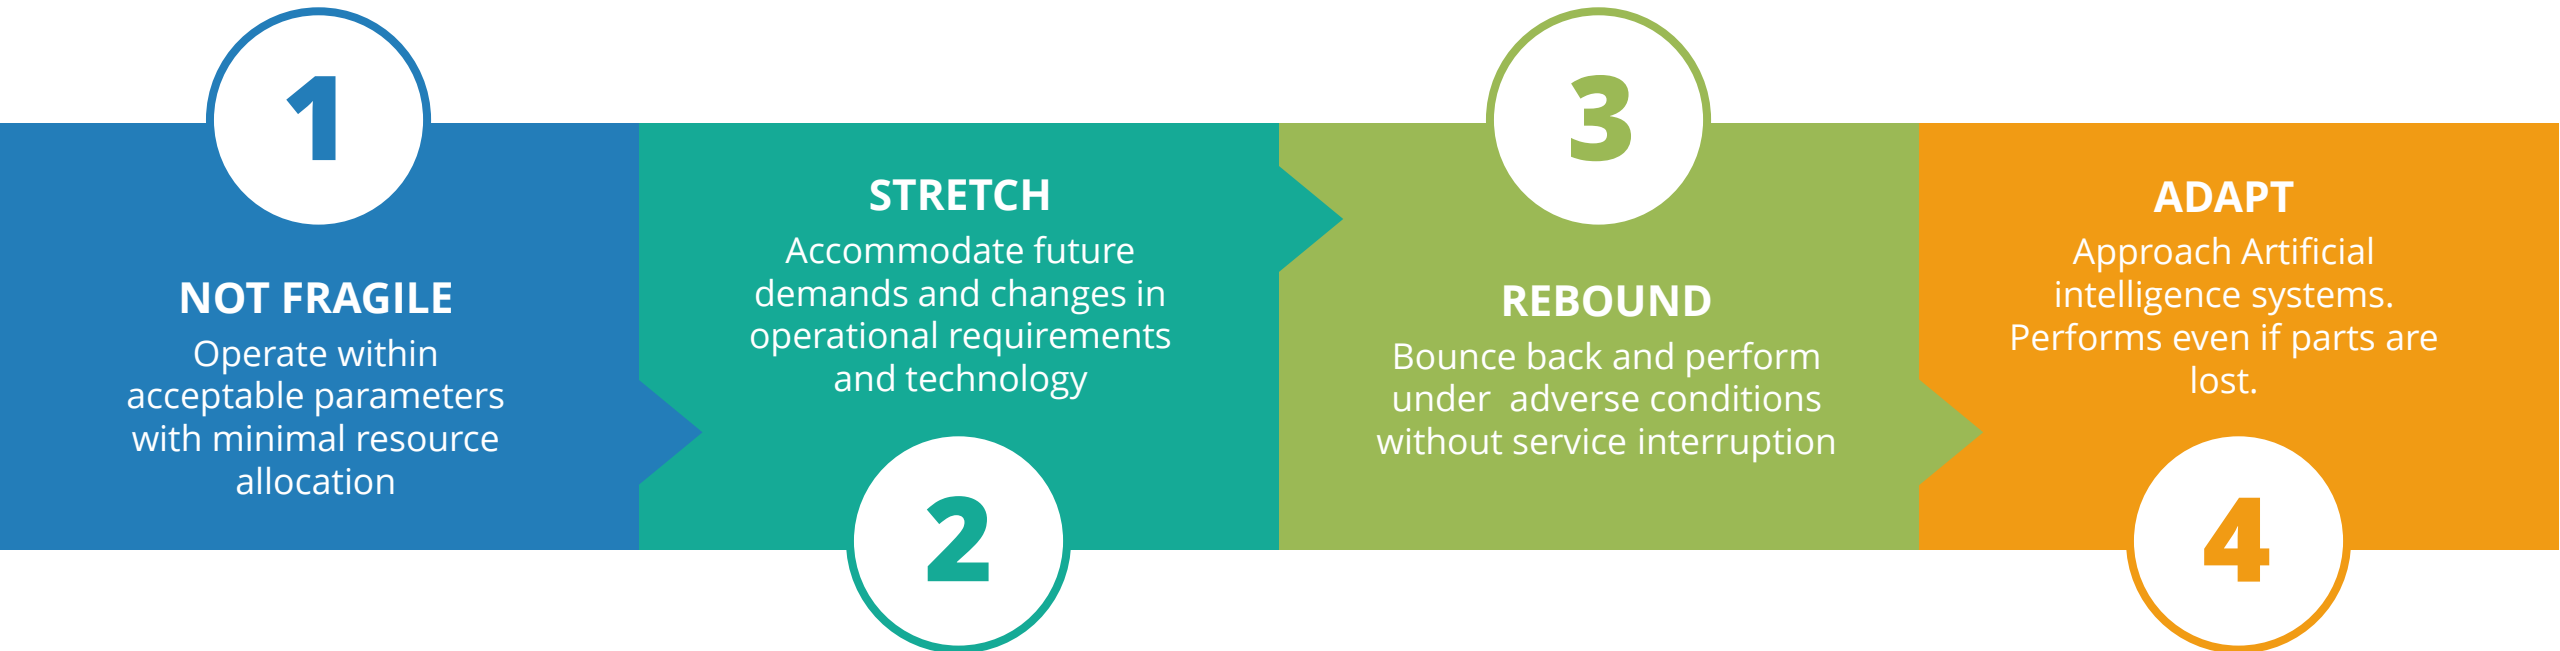 1
NOT FRAGILE
Operate within
acceptable parameters
with minimal resource
allocation
STRETCH
Accommodate future
demands and changes in
operational requirements
and technology
2
3
REBOUND
Bounce back and perform
under  adverse conditions
without service interruption
ADAPT
Approach Artificial
intelligence systems.
Performs even if parts are
lost.
4